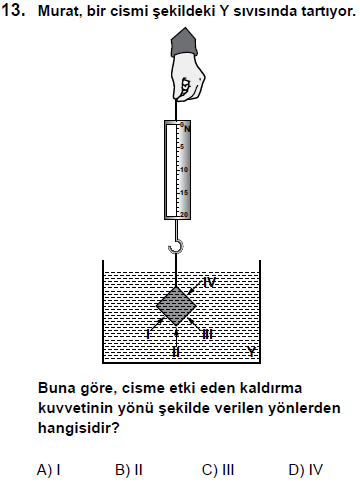 13. Murat, bir cismi şekildeki Y sıvısında tartıyor.
0
N
5
10
15
20
IV
I
III
II
Y
Buna göre, cisme etki eden kaldırma
kuvvetinin yönü şekilde verilen yönlerden
hangisidir?
A) I B) II C) III D) IV